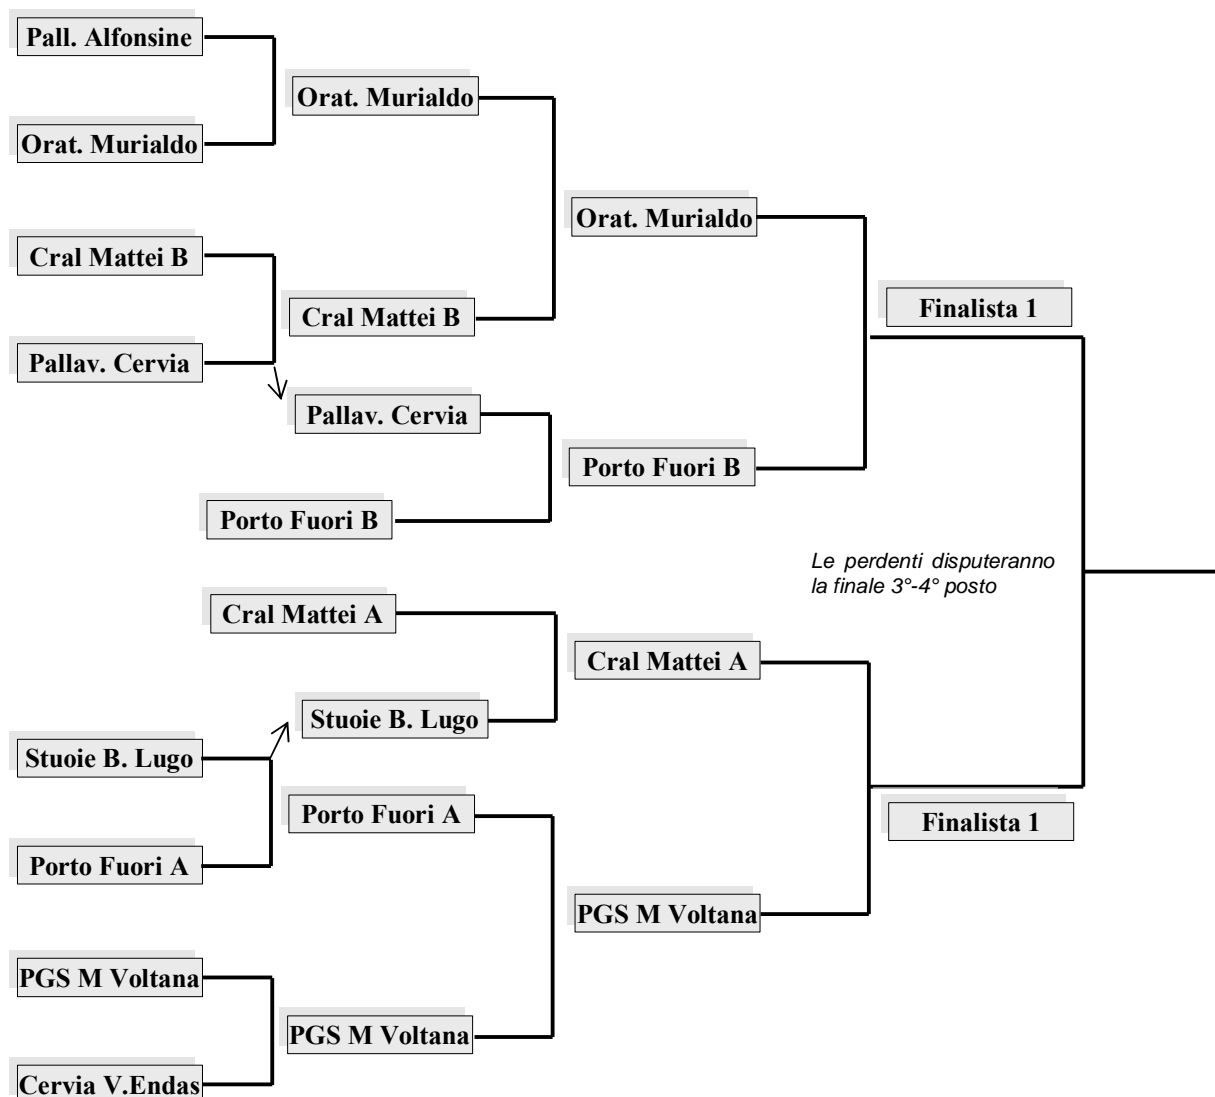 Pall. Alfonsine
Orat. Murialdo
Orat. Murialdo
Orat. Murialdo
Cral Mattei B
Finalista 1
Cral Mattei B
Pallav. Cervia
Pallav. Cervia
Porto Fuori B
Porto Fuori B
Le perdenti disputeranno
la finale 3°-4° posto
Cral Mattei A
Cral Mattei A
Stuoie B. Lugo
Stuoie B. Lugo
Porto Fuori A
Finalista 1
Porto Fuori A
PGS M Voltana
PGS M Voltana
PGS M Voltana
Cervia V.Endas